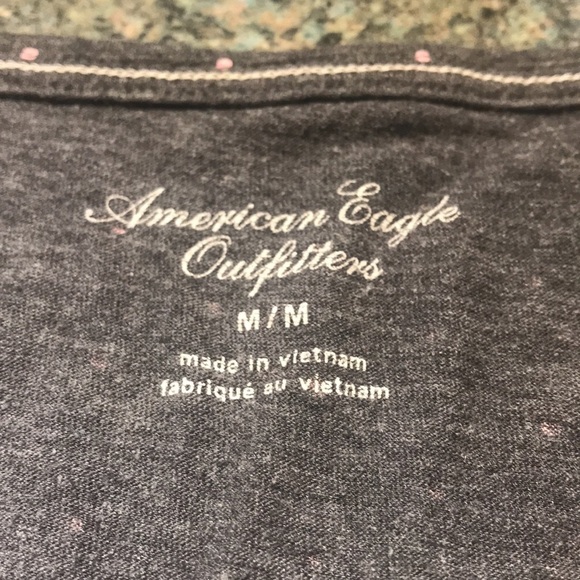 American Eagle
Outfitters
M/M
made in vietnam
fabriqué au vietnam